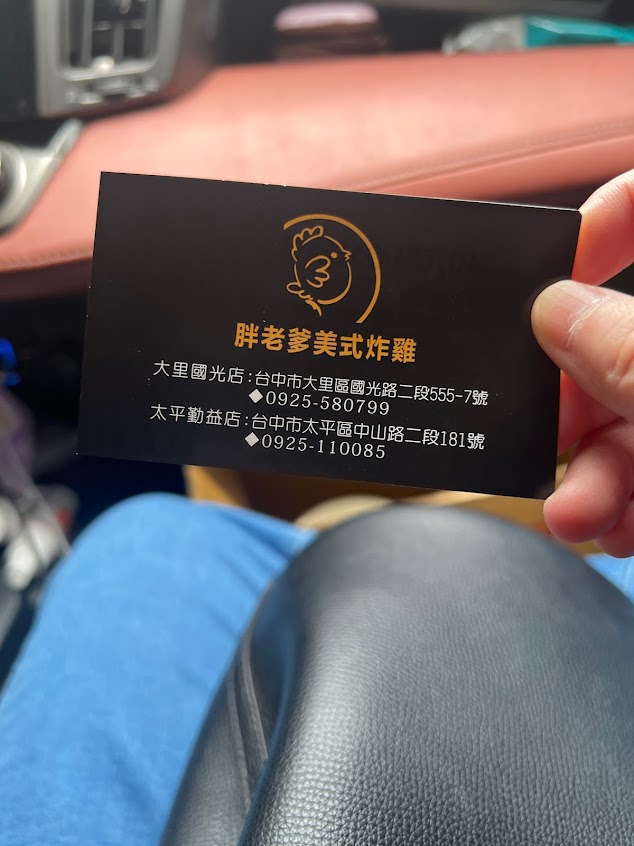 胖老爹美式炸雞
大里國光店:台中市大里區國光路二段555-7號
◆0925-580799
太平勤益店:台中市太平區中山路二段181號
◆0925-110085